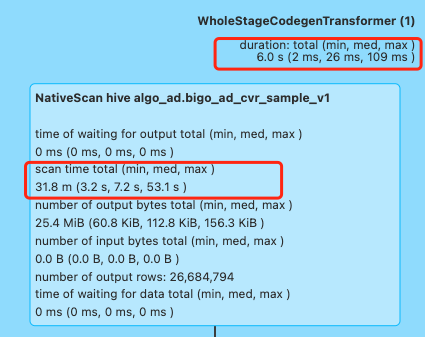 WholeStageCodegenTransformer (1)
duration: total (min, med, max )
6.0 s (2 ms, 26 ms, 109 ms )
NativeScan hive algo_ad.bigo_ad_cvr_sample_v1
time of waiting for output total (min, med, max )
0 ms (0 ms, 0 ms, 0 ms )
scan time total (min, med, max )
31.8 m (3.2 s, 7.2 s, 53.1 s )
number of output bytes total (min, med, max )
25.4 MiB (60.8 KiB, 112.8 KiB, 156.3 KiB )
number of input bytes total (min, med, max )
0.0 B (0.0 B, 0.0 B, 0.0 B )
number of output rows: 26,684,794
time of waiting for data total (min, med, max )
0 ms (0 ms, 0 ms, 0 ms )